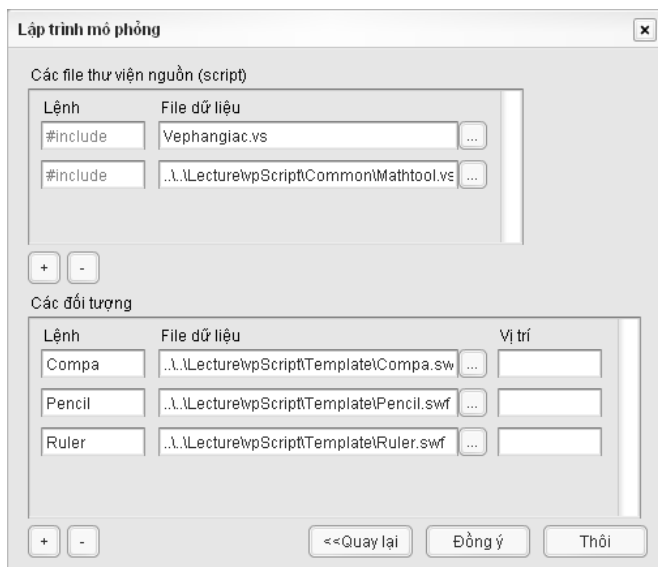 Lập trình mô phỏng
Các file thư viện nguồn (script)
Lệnh File dữ liệu
#include Vephangiac.vs ...
#include ..\..\Lecture\vpScript\Common\Mathtool.vs ...
+ -
Các đối tượng
Lệnh File dữ liệu Vị trí
Compa ..\..\Lecture\vpScript\Template\Compa.sw ...
Pencil ..\..\Lecture\vpScript\Template\Pencil.swf ...
Ruler ..\..\Lecture\vpScript\Template\Ruler.swf ...
+ - <<Quay lại Đồng ý Thôi